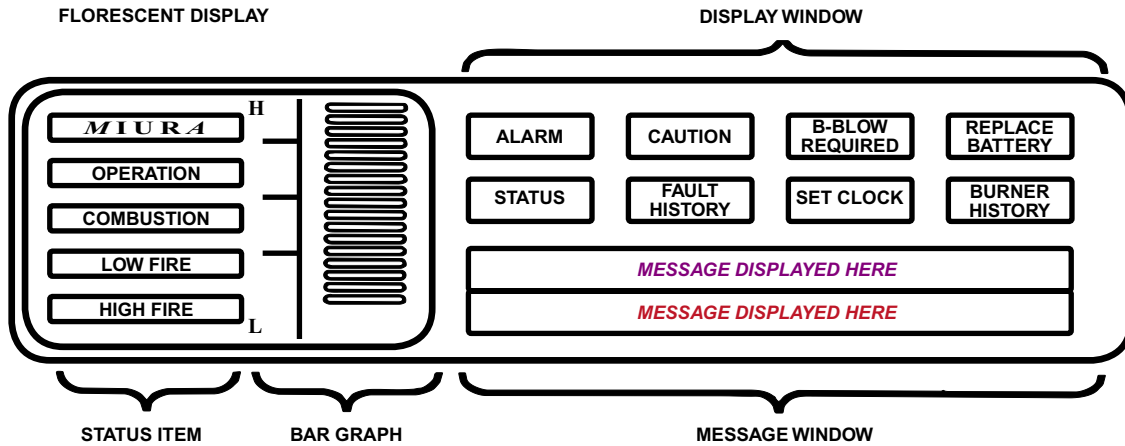 FLORESCENT DISPLAY
DISPLAY WINDOW
H
MIURA
OPERATION
COMBUSTION
LOW FIRE
HIGH FIRE
L
ALARM
CAUTION
B-BLOW
REQUIRED
REPLACE
BATTERY
STATUS
FAULT
HISTORY
SET CLOCK
BURNER
HISTORY
MESSAGE DISPLAYED HERE
MESSAGE DISPLAYED HERE
STATUS ITEM
BAR GRAPH
MESSAGE WINDOW